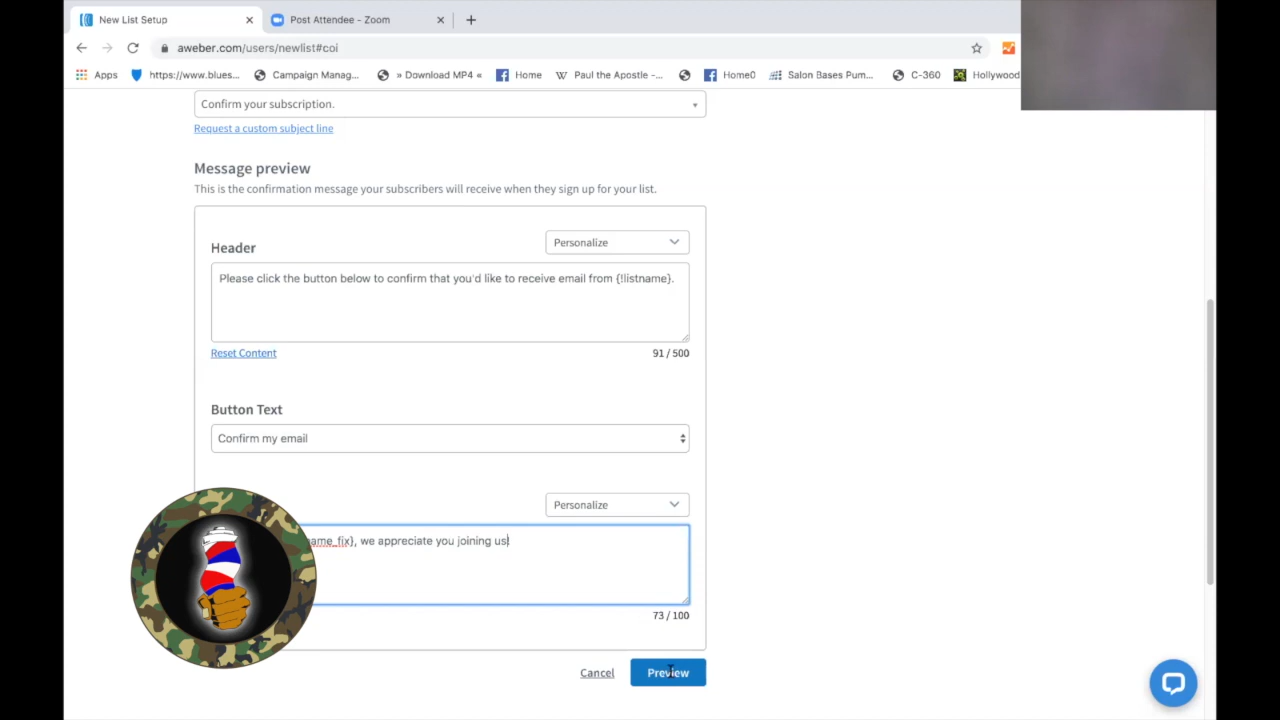 New List Setup
Post Attendee - Zoom
aweber.com/users/newlist#coi
Apps
https://www.blues...
Campaign Manag...
» Download MP4 «
Home
Paul the Apostle -...
Home0
Salon Bases Pum...
C-360
Hollywood
Confirm your subscription.
Request a custom subject line
Message preview
This is the confirmation message your subscribers will receive when they sign up for your list.
Header
Personalize
Please click the button below to confirm that you'd like to receive email from {!listname}.
Reset Content
91 / 500
Button Text
Confirm my email
Personalize
ame_fix}, we appreciate you joining us!
73 / 100
Cancel
Preview